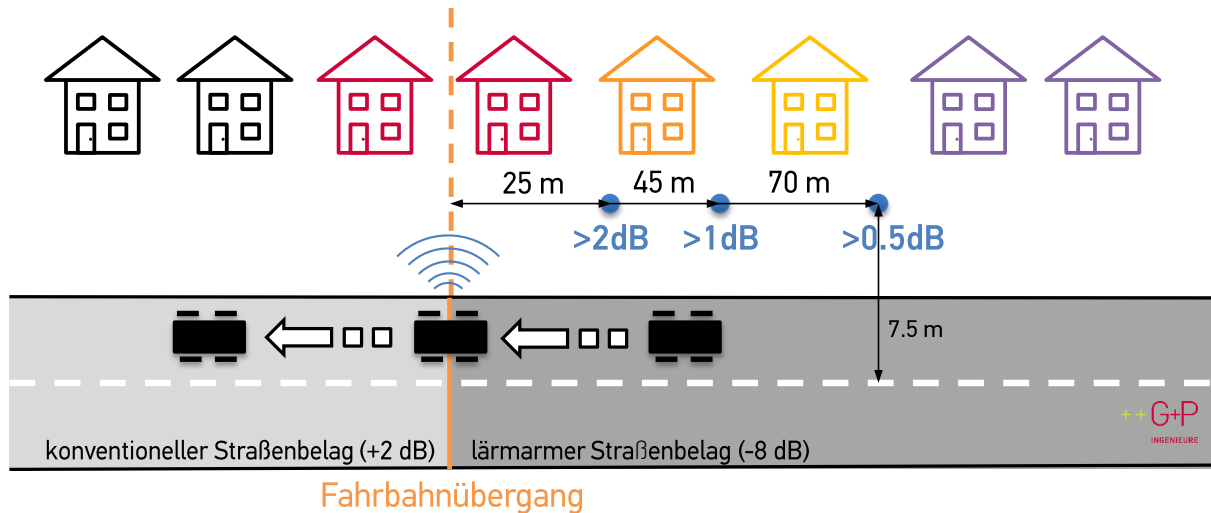 25 m
45 m
70 m
>2dB
>1dB
>0.5dB
7.5 m
++G+P
INGENIEURE
konventioneller Straßenbelag (+2 dB)
lärmarmer Straßenbelag (-8 dB)
Fahrbahnübergang